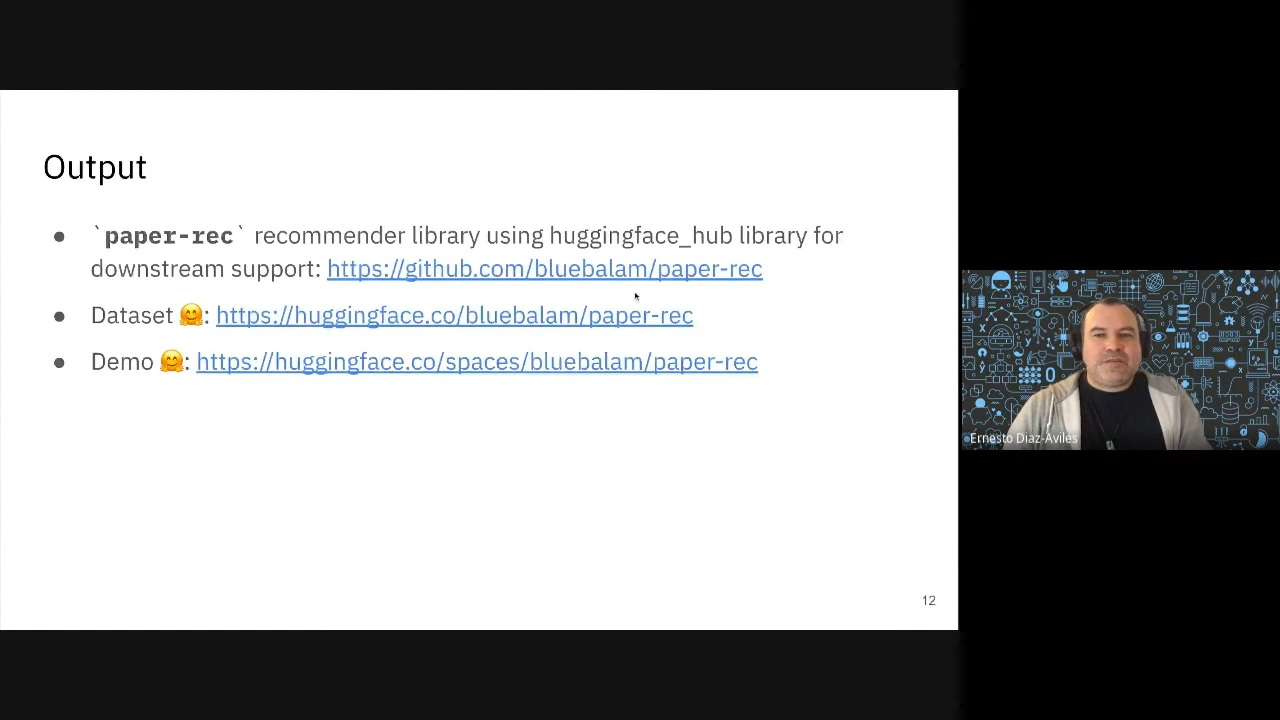 Output
● `paper-rec` recommender library using huggingface_hub library for
downstream support: https://github.com/bluebalam/paper-rec
● Dataset 🤗: https://huggingface.co/bluebalam/paper-rec
● Demo 🤗: https://huggingface.co/spaces/bluebalam/paper-rec
12
Ernesto Diaz-Aviles